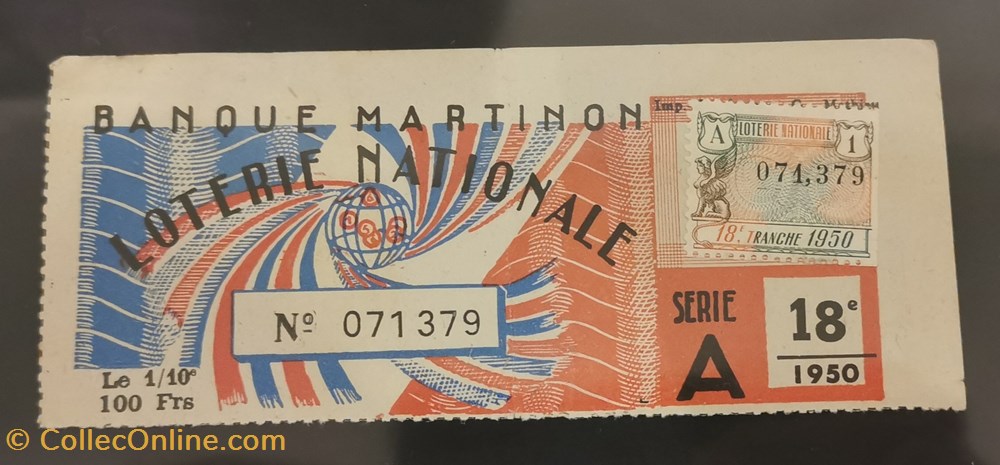 BANQUE MARTINON
LOTERIE NATIONALE
Nº 071379
Le 1/10e
100 Frs
Imp.
A LOTERIE NATIONALE 1
071,379
18e TRANCHE 1950
SERIE
A
18e
1950
© CollecOnline.com